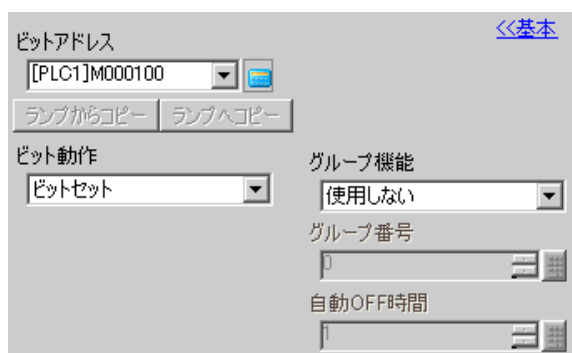 <<基本
ビットアドレス
[PLC1]M000100
ランプからコピー ランプへコピー
ビット動作
ビットセット
グループ機能
使用しない
グループ番号
0
自動OFF時間
1